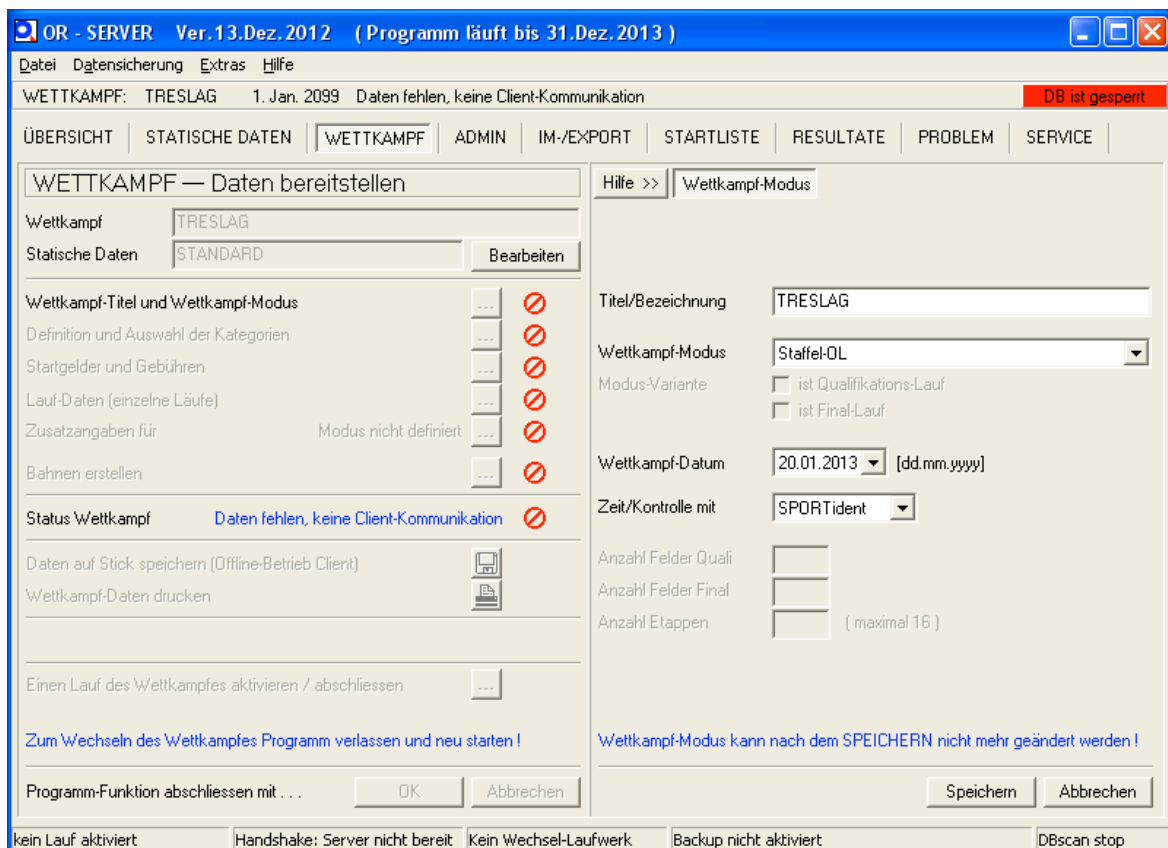 OR - SERVER Ver.13.Dez.2012 ( Programm läuft bis 31.Dez.2013 )
Datei Datensicherung Extras Hilfe
WETTKAMPF: TRESLAG 1. Jan. 2099 Daten fehlen, keine Client-Kommunikation DB ist gesperrt
ÜBERSICHT STATISCHE DATEN WETTKAMPF ADMIN IM-/EXPORT STARTLISTE RESULTATE PROBLEM SERVICE
WETTKAMPF — Daten bereitstellen
Wettkampf TRESLAG
Statische Daten STANDARD Bearbeiten
Wettkampf-Titel und Wettkampf-Modus ...
Definition und Auswahl der Kategorien ...
Startgelder und Gebühren ...
Lauf-Daten (einzelne Läufe) ...
Zusatzangaben für Modus nicht definiert ...
Bahnen erstellen ...
Status Wettkampf Daten fehlen, keine Client-Kommunikation
Daten auf Stick speichern (Offline-Betrieb Client)
Wettkampf-Daten drucken
Einen Lauf des Wettkampfes aktivieren / abschliessen ...
Zum Wechseln des Wettkampfes Programm verlassen und neu starten !
Programm-Funktion abschliessen mit . . . OK Abbrechen
Hilfe >> Wettkampf-Modus
Titel/Bezeichnung TRESLAG
Wettkampf-Modus Staffel-OL
Modus-Variante ist Qualifikations-Lauf
ist Final-Lauf
Wettkampf-Datum 20.01.2013 [dd.mm.yyyy]
Zeit/Kontrolle mit SPORTident
Anzahl Felder Quali
Anzahl Felder Final
Anzahl Etappen ( maximal 16 )
Wettkampf-Modus kann nach dem SPEICHERN nicht mehr geändert werden !
Speichern Abbrechen
kein Lauf aktiviert Handshake: Server nicht bereit Kein Wechsel-Laufwerk Backup nicht aktiviert DBscan stop